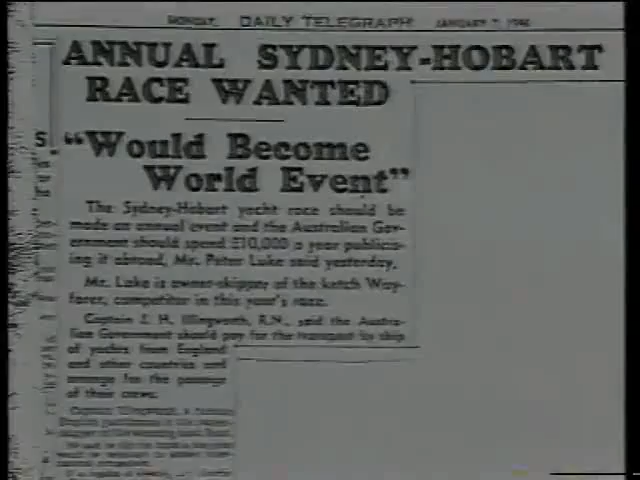 MONDAY, DAILY TELEGRAPH JANUARY 7, 1946
ANNUAL SYDNEY-HOBART
RACE WANTED
"Would Become
World Event"
The Sydney-Hobart yacht race should be
made an annual event and the Australian Gov-
ernment should spend £10,000 a year publicis-
ing it abroad, Mr. Peter Luke said yesterday.
Mr. Luke is owner-skipper of the ketch Way-
farer, competitor in this year's race.
Captain J. H. Illingworth, R.N., said the Austra-
lian Government should pay for the transport by ship
of yachts from England
and other countries and
arrange for the passage
of their crews.